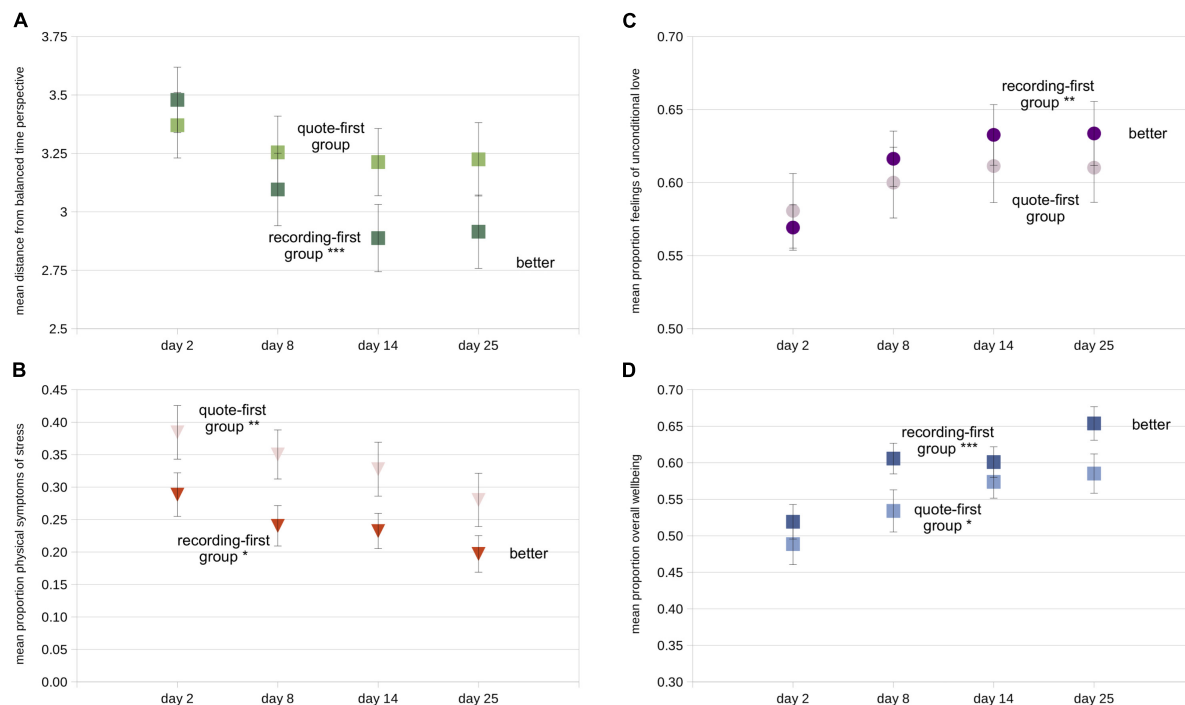 A
mean distance from balanced time perspective
3.75
3.5
3.25
3
2.75
2.5
quote-first
group
recording-first
group ***
better
day 2
day 8
day 14
day 25
C
mean proportion feelings of unconditional love
0.70
0.65
0.60
0.55
0.50
recording-first
group **
better
quote-first
group
day 2
day 8
day 14
day 25
B
mean proportion physical symptoms of stress
0.45
0.40
0.35
0.30
0.25
0.20
0.15
0.10
0.05
0.00
quote-first
group **
recording-first
group *
better
day 2
day 8
day 14
day 25
D
mean proportion overall wellbeing
0.70
0.65
0.60
0.55
0.50
0.45
0.40
0.35
0.30
recording-first
group ***
better
quote-first
group *
day 2
day 8
day 14
day 25